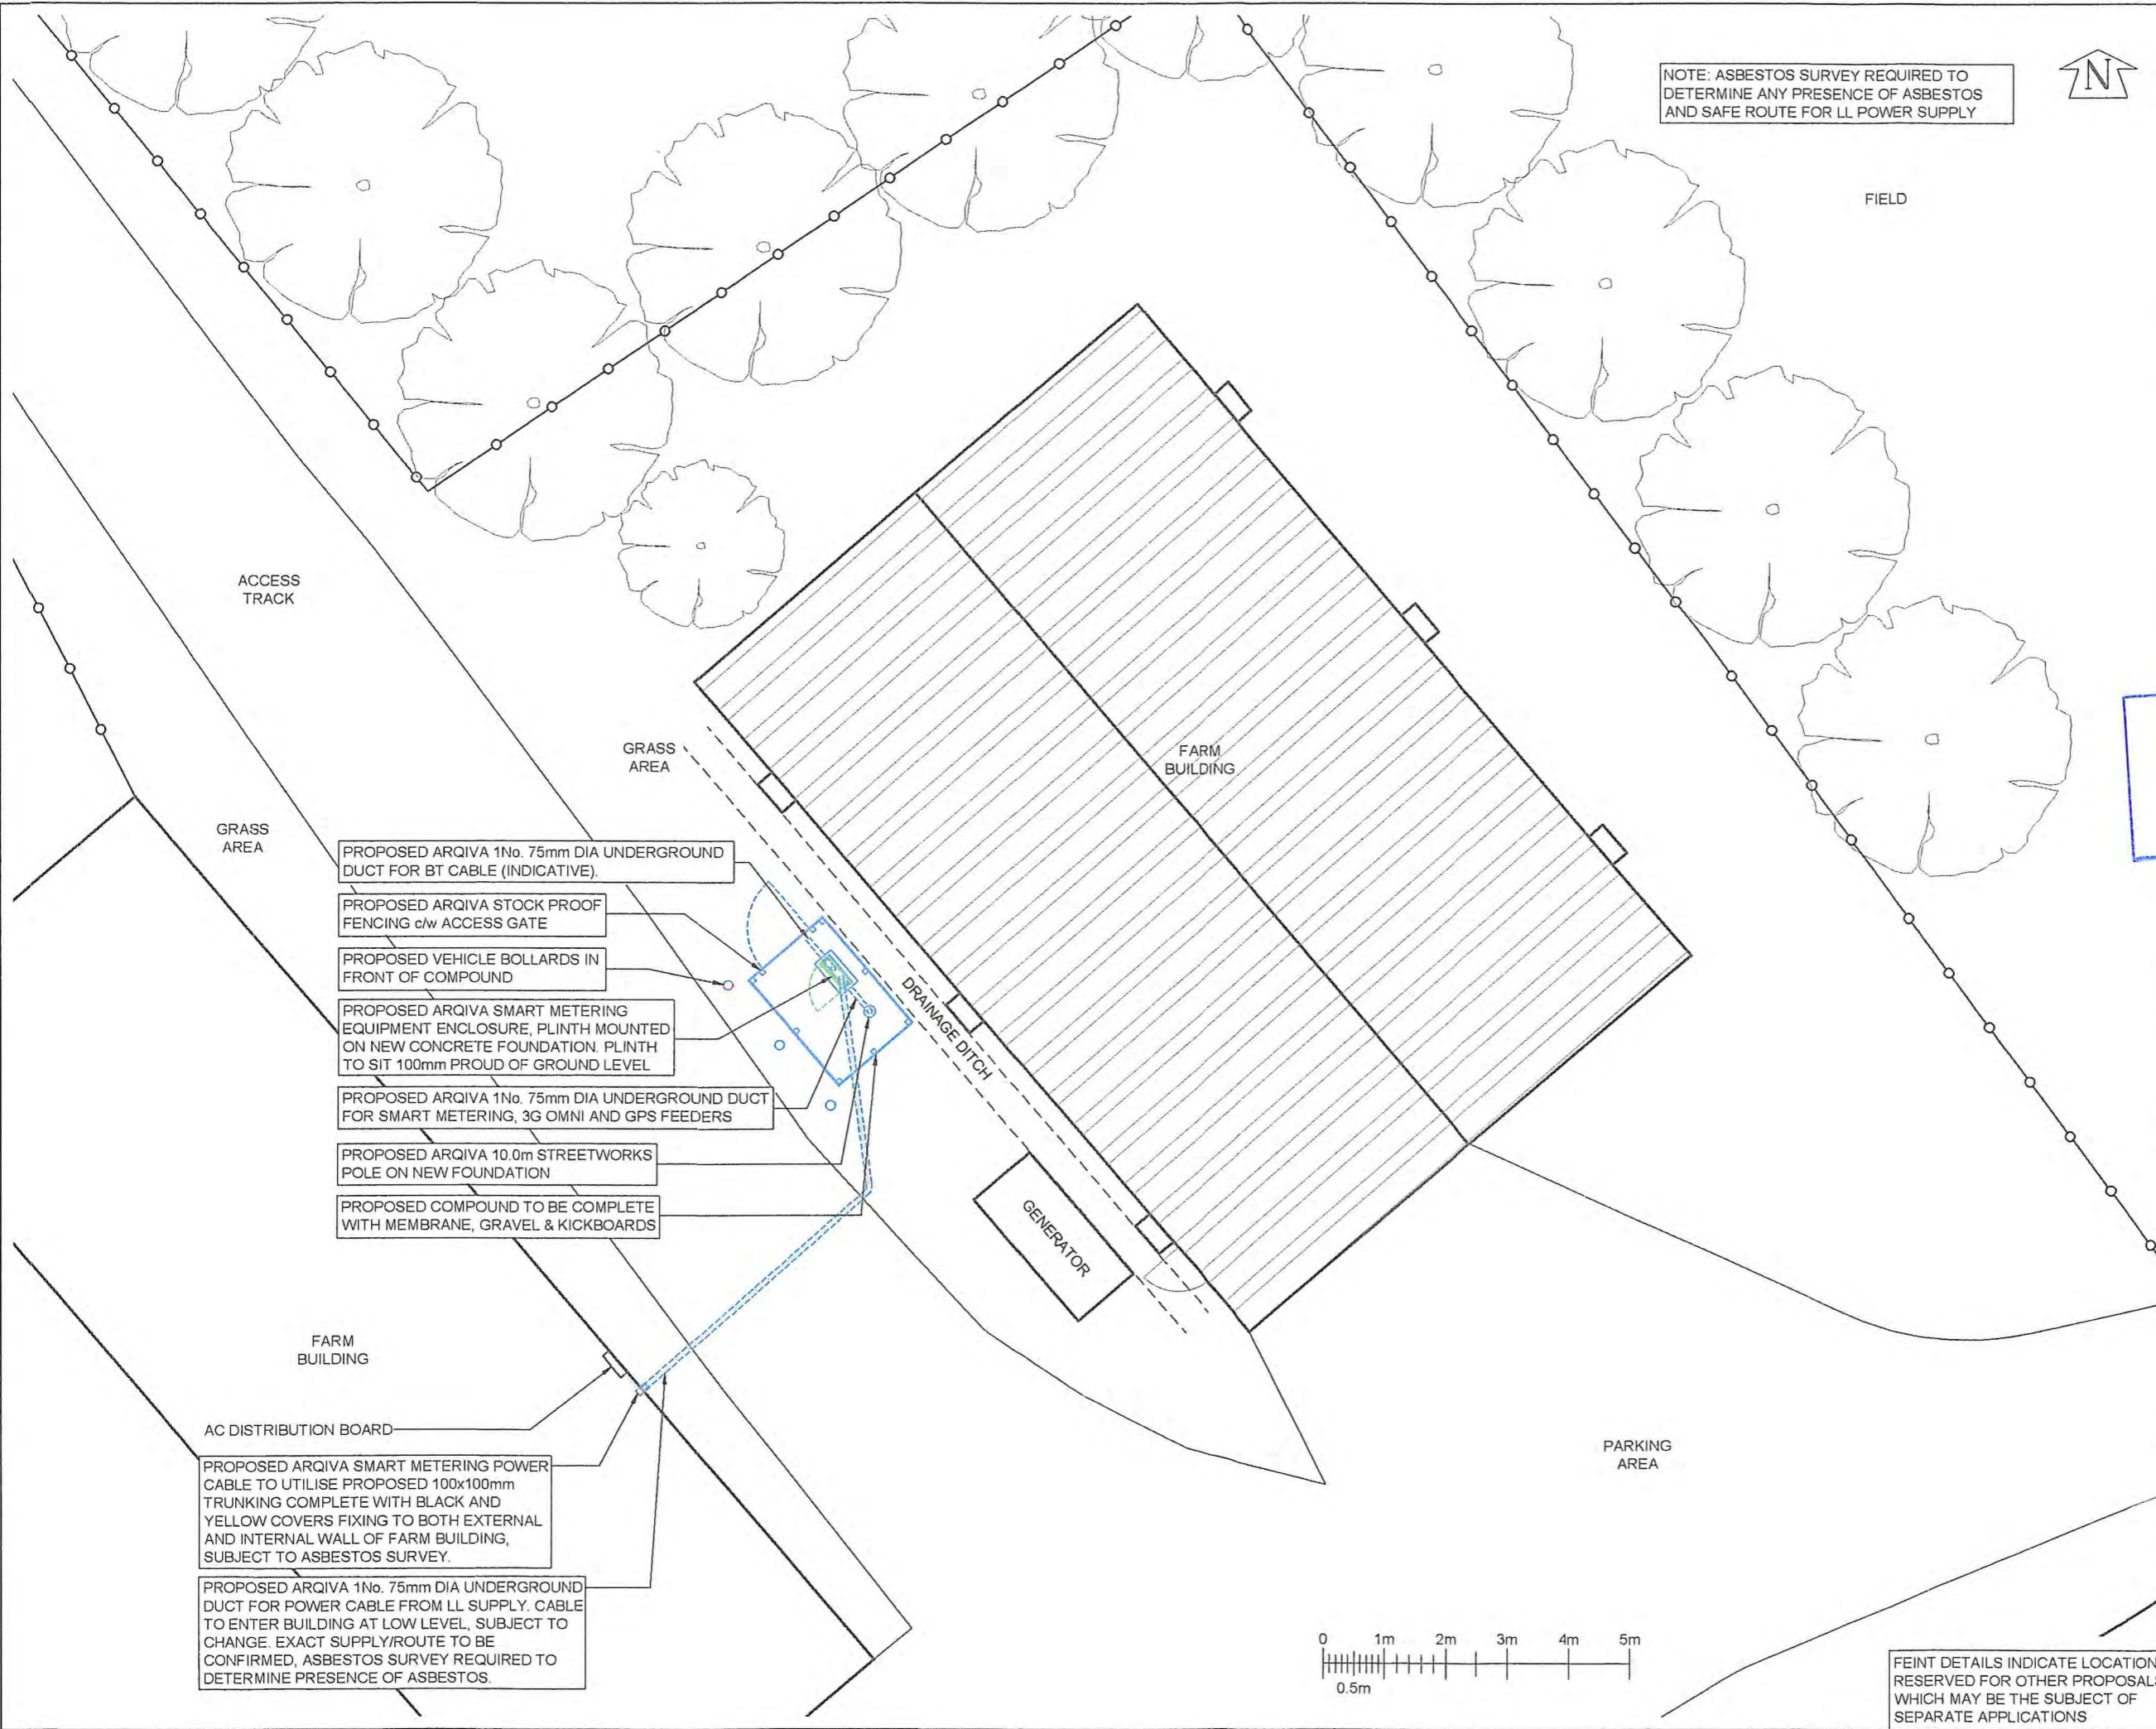 NOTE: ASBESTOS SURVEY REQUIRED TO
DETERMINE ANY PRESENCE OF ASBESTOS
AND SAFE ROUTE FOR LL POWER SUPPLY
N
FIELD
ACCESS
TRACK
GRASS
AREA
FARM
BUILDING
GRASS
AREA
PROPOSED ARQIVA 1No. 75mm DIA UNDERGROUND
DUCT FOR BT CABLE (INDICATIVE).
PROPOSED ARQIVA STOCK PROOF
FENCING c/w ACCESS GATE
PROPOSED VEHICLE BOLLARDS IN
FRONT OF COMPOUND
PROPOSED ARQIVA SMART METERING
EQUIPMENT ENCLOSURE, PLINTH MOUNTED
ON NEW CONCRETE FOUNDATION. PLINTH
TO SIT 100mm PROUD OF GROUND LEVEL
PROPOSED ARQIVA 1No. 75mm DIA UNDERGROUND DUCT
FOR SMART METERING, 3G OMNI AND GPS FEEDERS
PROPOSED ARQIVA 10.0m STREETWORKS
POLE ON NEW FOUNDATION
PROPOSED COMPOUND TO BE COMPLETE
WITH MEMBRANE, GRAVEL & KICKBOARDS
DRAINAGE DITCH
GENERATOR
FARM
BUILDING
AC DISTRIBUTION BOARD
PROPOSED ARQIVA SMART METERING POWER
CABLE TO UTILISE PROPOSED 100x100mm
TRUNKING COMPLETE WITH BLACK AND
YELLOW COVERS FIXING TO BOTH EXTERNAL
AND INTERNAL WALL OF FARM BUILDING,
SUBJECT TO ASBESTOS SURVEY.
PROPOSED ARQIVA 1No. 75mm DIA UNDERGROUND
DUCT FOR POWER CABLE FROM LL SUPPLY. CABLE
TO ENTER BUILDING AT LOW LEVEL, SUBJECT TO
CHANGE. EXACT SUPPLY/ROUTE TO BE
CONFIRMED, ASBESTOS SURVEY REQUIRED TO
DETERMINE PRESENCE OF ASBESTOS.
PARKING
AREA
0 1m 2m 3m 4m 5m
0.5m
FEINT DETAILS INDICATE LOCATION
RESERVED FOR OTHER PROPOSALS
WHICH MAY BE THE SUBJECT OF
SEPARATE APPLICATIONS